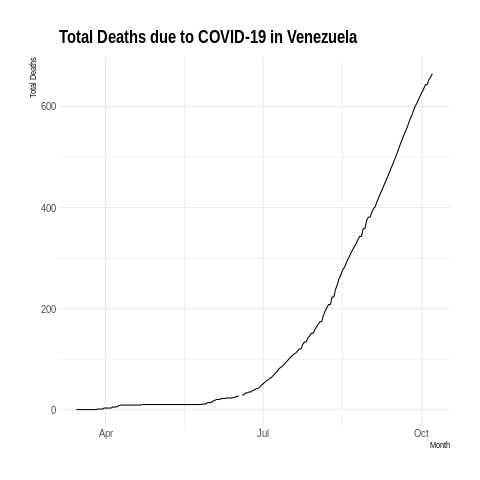 Total Deaths due to COVID-19 in Venezuela
Total Deaths
600
400
200
0
Apr
Jul
Oct
Month